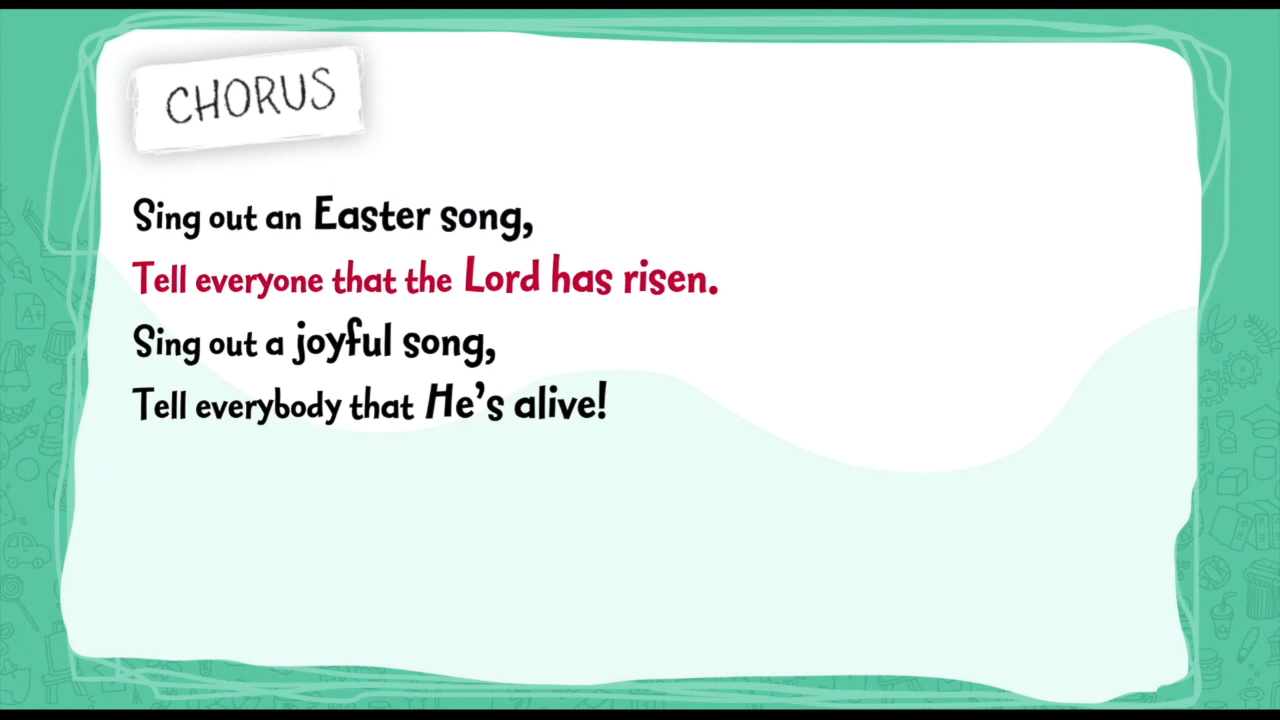 CHORUS
Sing out an Easter song,
Tell everyone that the Lord has risen.
Sing out a joyful song,
Tell everybody that He’s alive!
A+